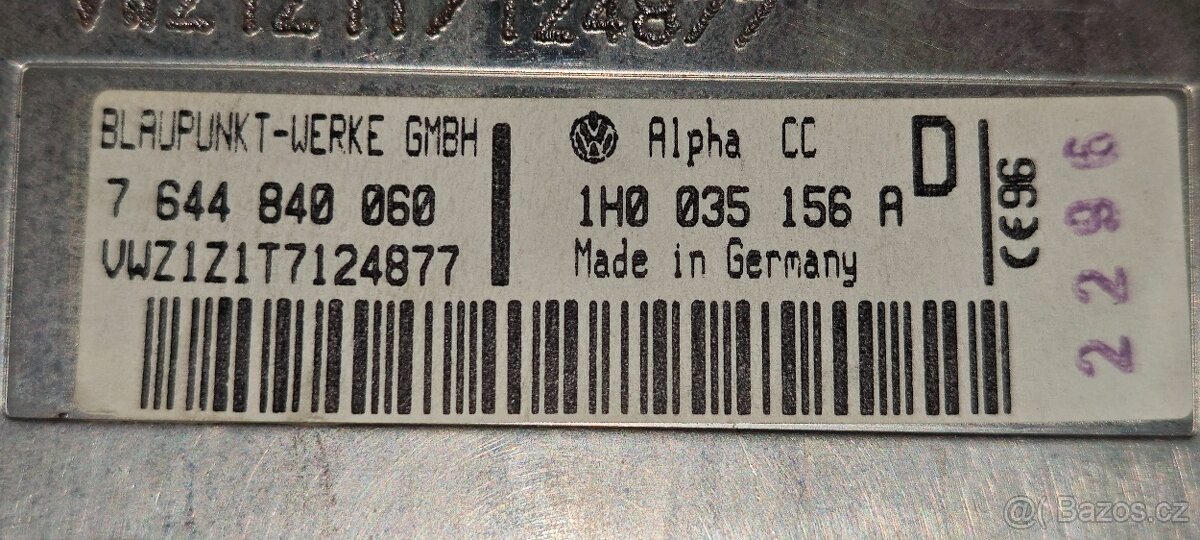 VWZ1Z1T7124877
BLAUPUNKT-WERKE GMBH
7 644 840 060
VWZ1Z1T7124877
Alpha CC
1H0 035 156 A
D
Made in Germany
CE96
2296
Bazos.cz